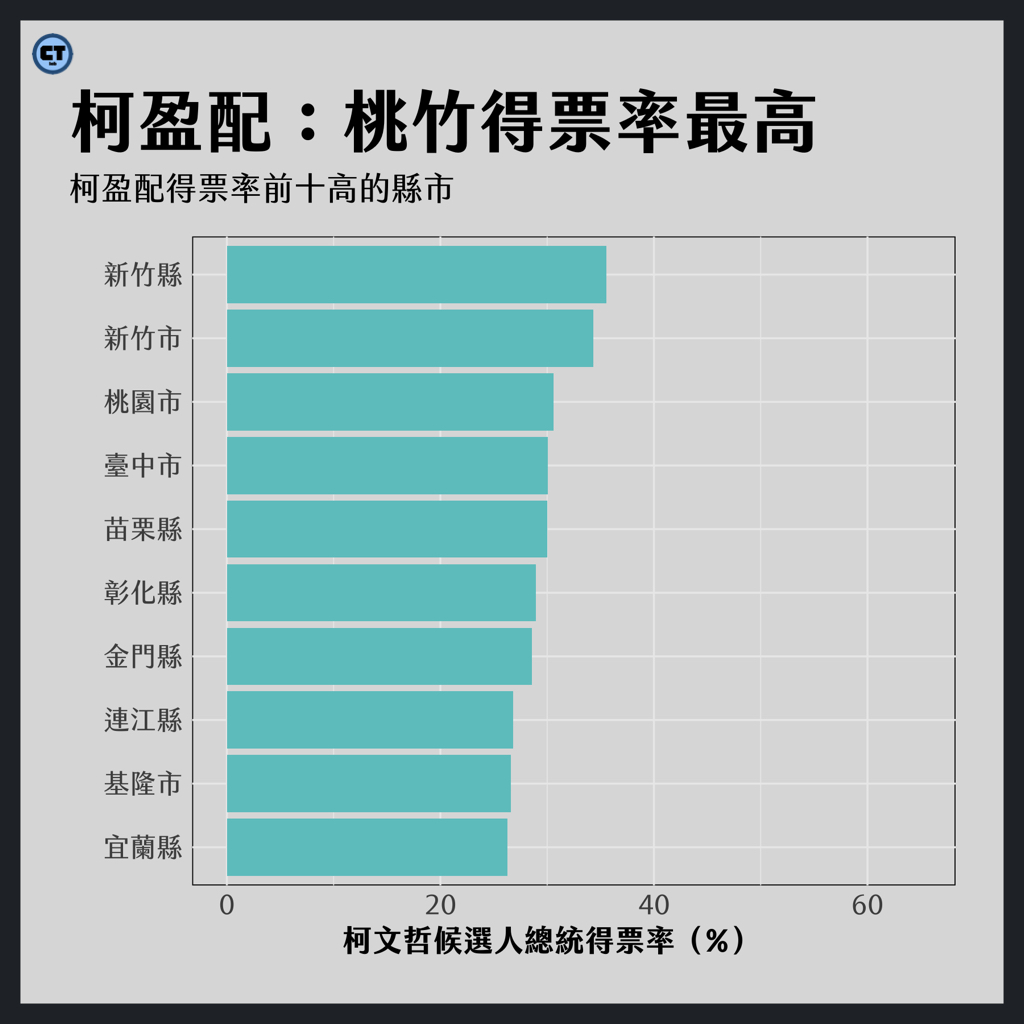 CT
柯盈配：桃竹得票率最高
柯盈配得票率前十高的縣市
新竹縣
新竹市
桃園市
臺中市
苗栗縣
彰化縣
金門縣
連江縣
基隆市
宜蘭縣
0 20 40 60
柯文哲候選人總統得票率（%）